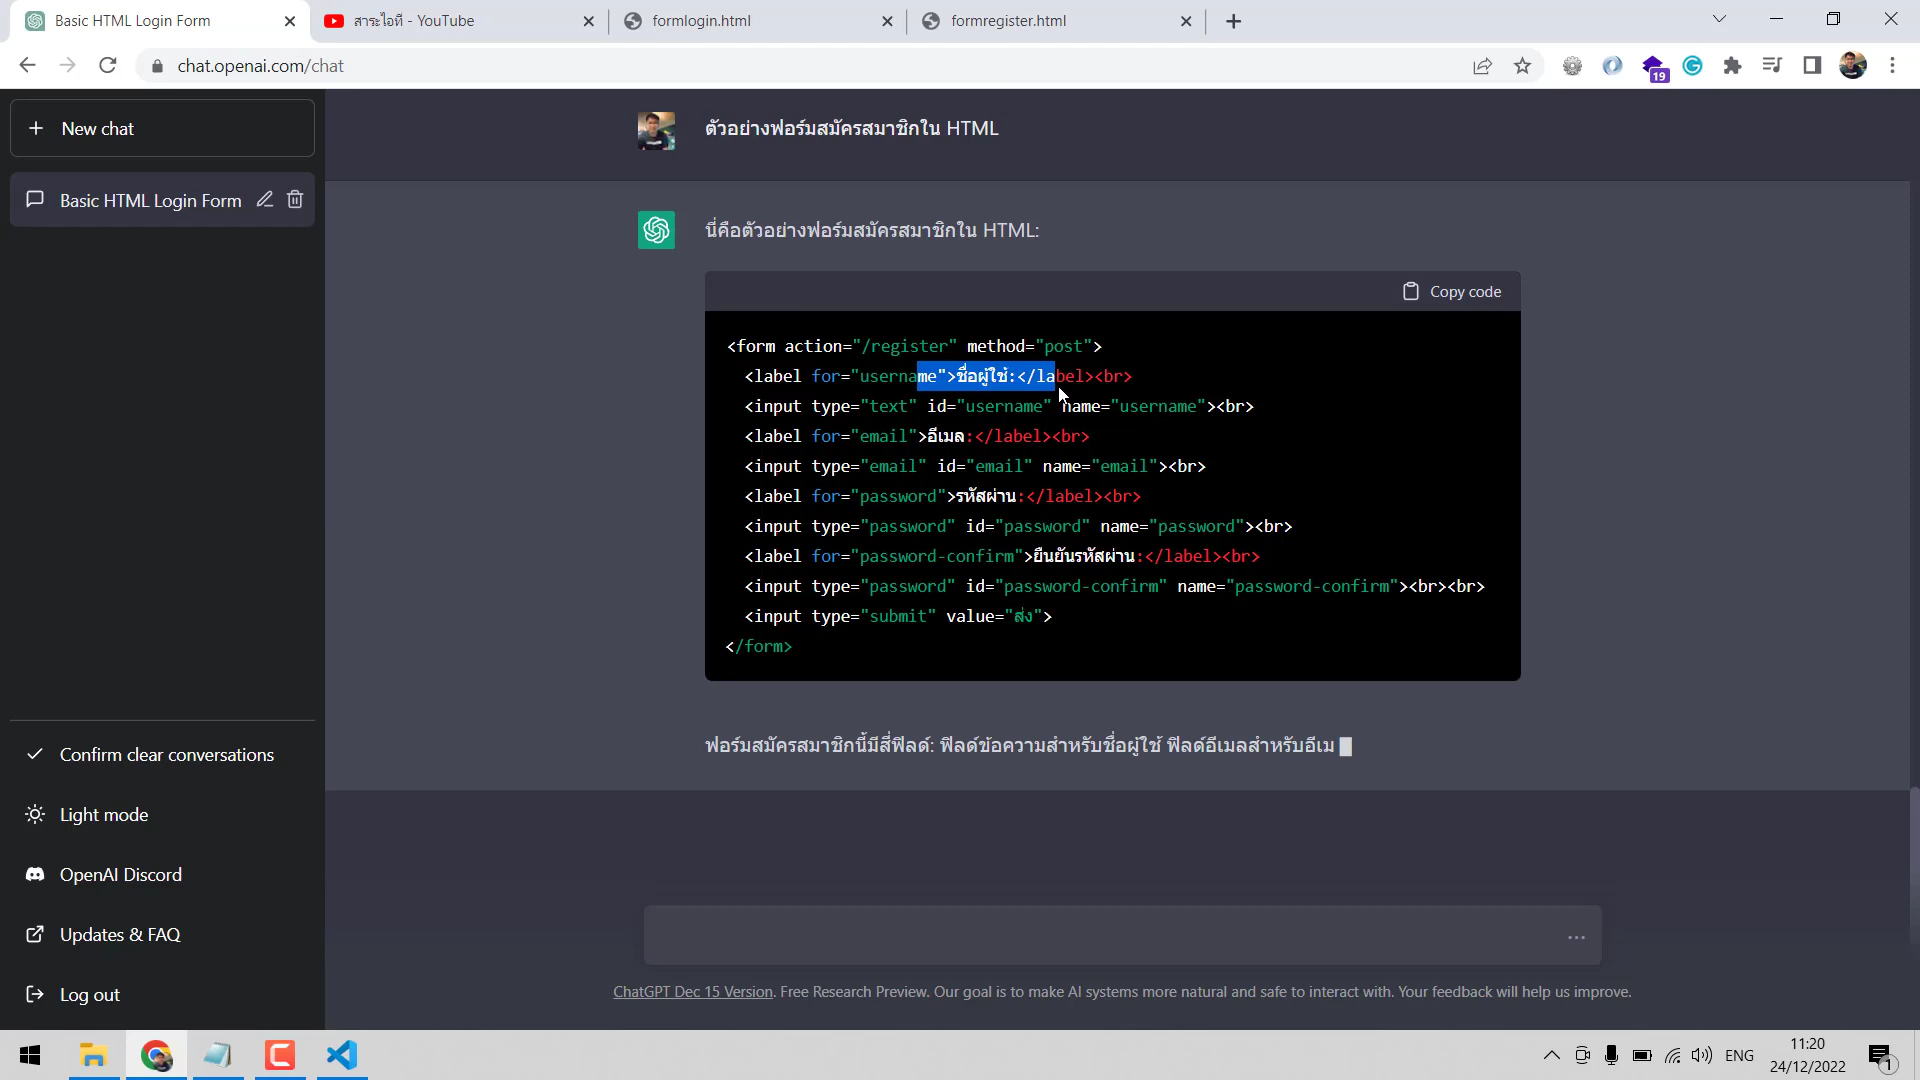 Basic HTML Login Form
สาระไอที - YouTube
formlogin.html
formregister.html
chat.openai.com/chat
19
New chat
Basic HTML Login Form
Confirm clear conversations
Light mode
OpenAI Discord
Updates & FAQ
Log out
ตัวอย่างฟอร์มสมัครสมาชิกใน HTML
นี่คือตัวอย่างฟอร์มสมัครสมาชิกใน HTML:
Copy code
<form action="/register" method="post">
<label for="username">ชื่อผู้ใช้:</label><br>
<input type="text" id="username" name="username"><br>
<label for="email">อีเมล:</label><br>
<input type="email" id="email" name="email"><br>
<label for="password">รหัสผ่าน:</label><br>
<input type="password" id="password" name="password"><br>
<label for="password-confirm">ยืนยันรหัสผ่าน:</label><br>
<input type="password" id="password-confirm" name="password-confirm"><br><br>
<input type="submit" value="ส่ง">
</form>
ฟอร์มสมัครสมาชิกนี้มีสี่ฟิลด์: ฟิลด์ข้อความสำหรับชื่อผู้ใช้ ฟิลด์อีเมลสำหรับอีเม
ChatGPT Dec 15 Version. Free Research Preview. Our goal is to make AI systems more natural and safe to interact with. Your feedback will help us improve.
ENG
11:20
24/12/2022
1